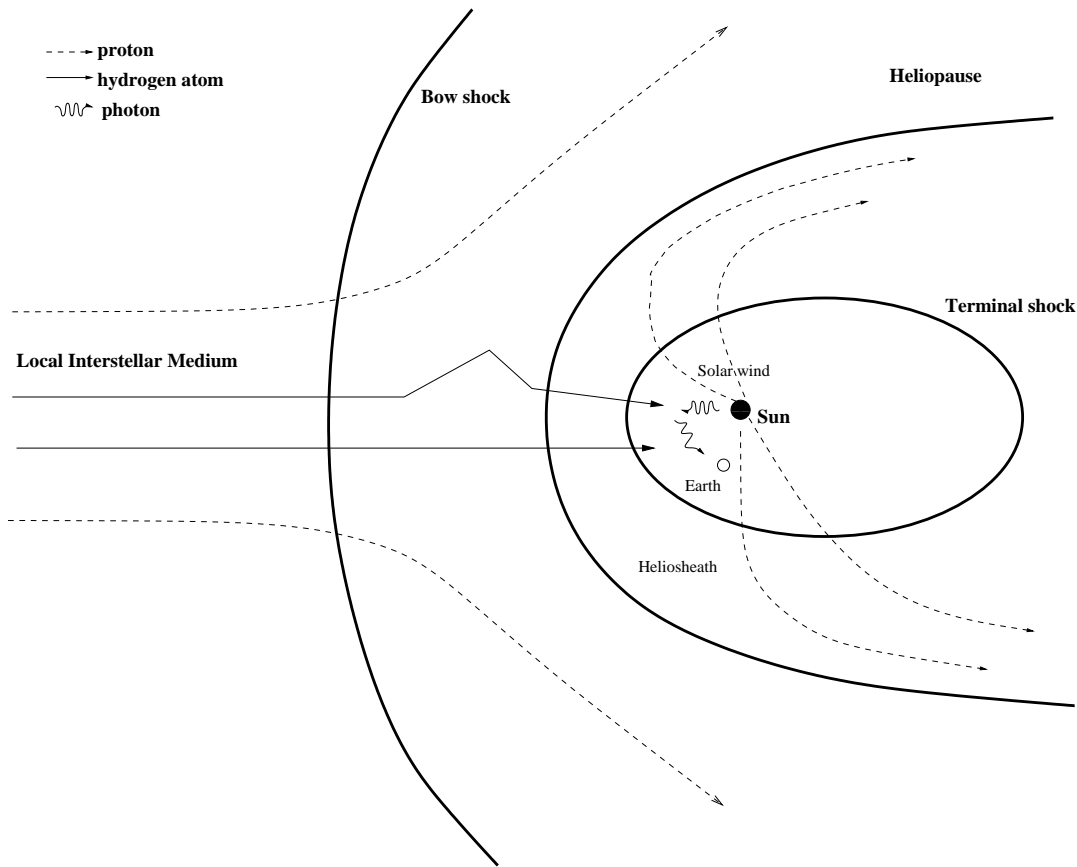 proton
hydrogen atom
photon
Bow shock
Heliopause
Terminal shock
Local Interstellar Medium
Solar wind
Sun
Earth
Heliosheath